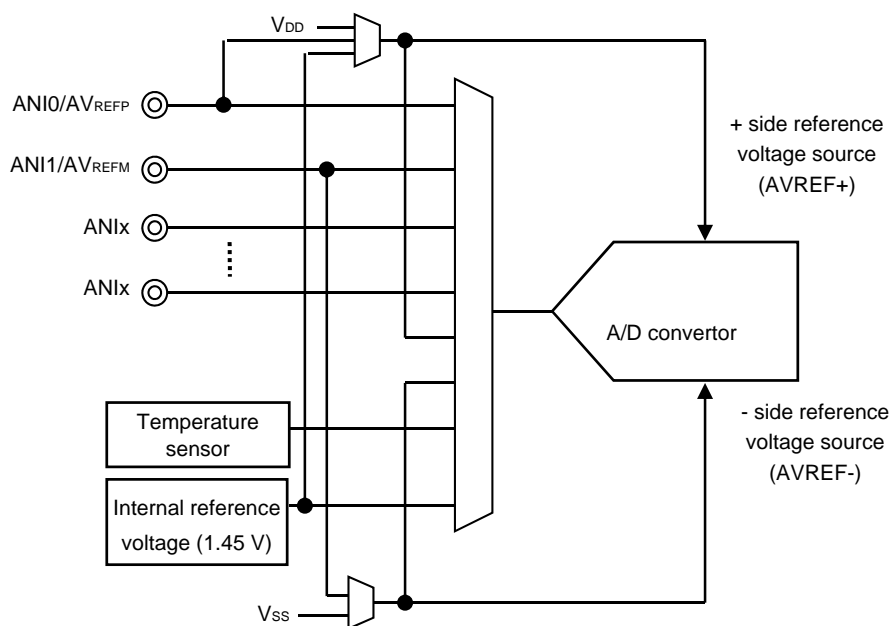 VDD
ANI0/AVREFP
ANI1/AVREFM
ANIx
ANIx
+ side reference
voltage source
(AVREF+)
A/D convertor
Temperature
sensor
Internal reference
voltage (1.45 V)
- side reference
voltage source
(AVREF-)
VSS